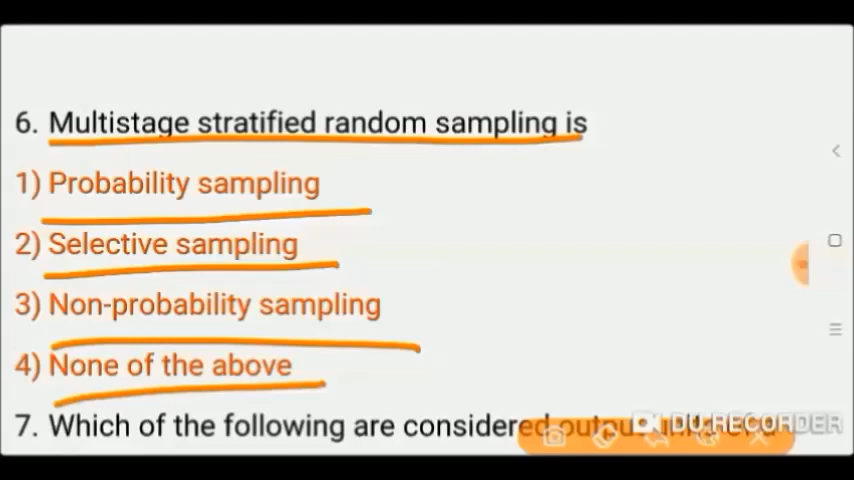 6. Multistage stratified random sampling is
1) Probability sampling
2) Selective sampling
3) Non-probability sampling
4) None of the above
7. Which of the following are considered output
DU RECORDER